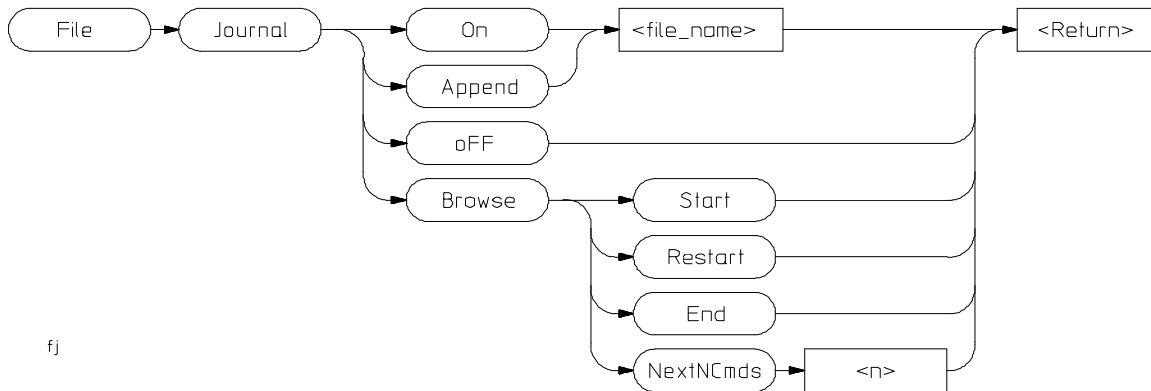 File Journal On <file_name> <Return>
Append
oFF
Browse Start
Restart
End
NextNCmds <n>
fj